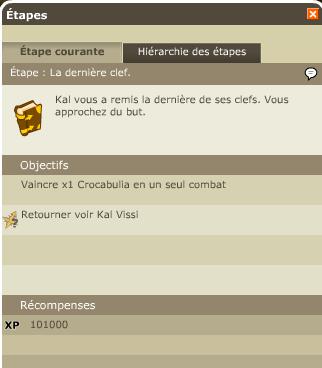 Étapes
Étape courante
Hiérarchie des étapes
Étape : La dernière clef.
Kal vous a remis la dernière de ses clefs. Vous
approchez du but.
Objectifs
Vaincre x1 Crocabulia en un seul combat
Retourner voir Kal Vissi
Récompenses
XP 101000